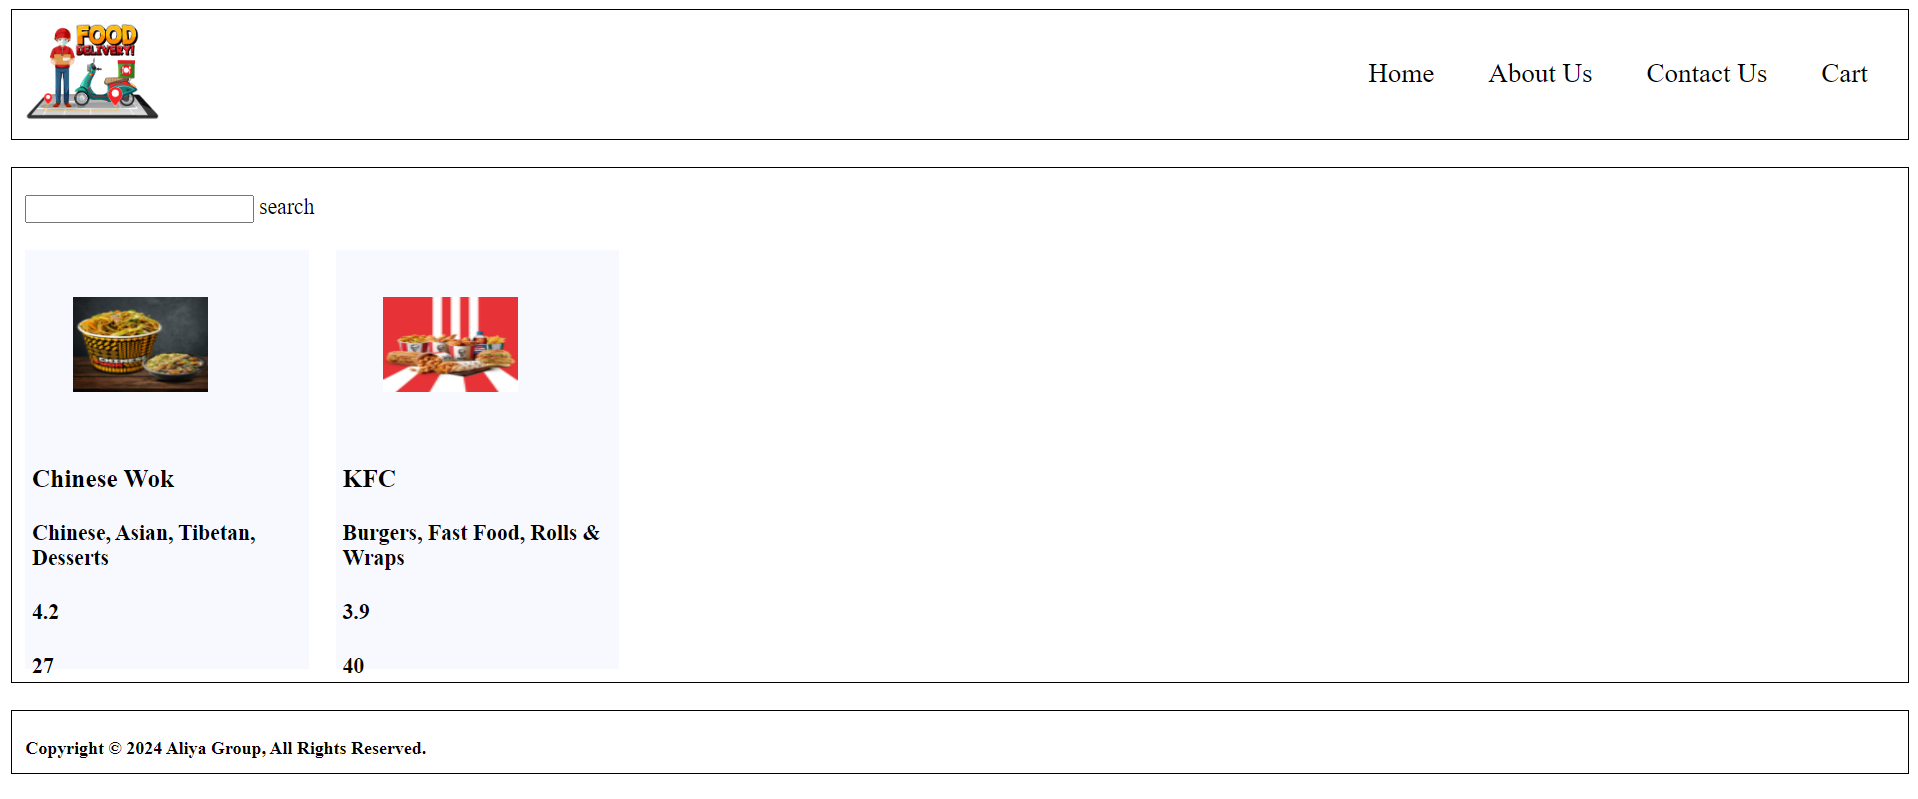 FOOD
DELIVERY!
Home
About Us
Contact Us
Cart
search
CHINESE
Chinese Wok
Chinese, Asian, Tibetan,
Desserts
4.2
27
KFC
Burgers, Fast Food, Rolls &
Wraps
3.9
40
Copyright © 2024 Aliya Group, All Rights Reserved.